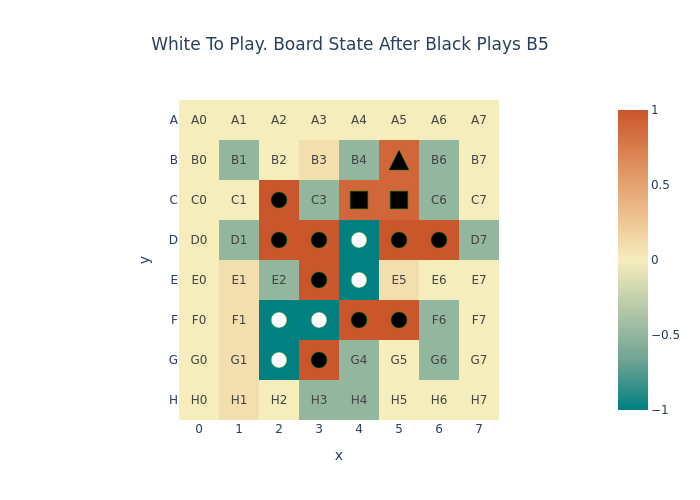 White To Play. Board State After Black Plays B5
A A0 A1 A2 A3 A4 A5 A6 A7
B B0 B1 B2 B3 B4 B6 B7
C C0 C1 C3 C6 C7
D D0 D1 D7
E E0 E1 E2 E5 E6 E7
F F0 F1 F6 F7
G G0 G1 G4 G5 G6 G7
H H0 H1 H2 H3 H4 H5 H6 H7
0 1 2 3 4 5 6 7
x
y
1
0.5
0
−0.5
−1